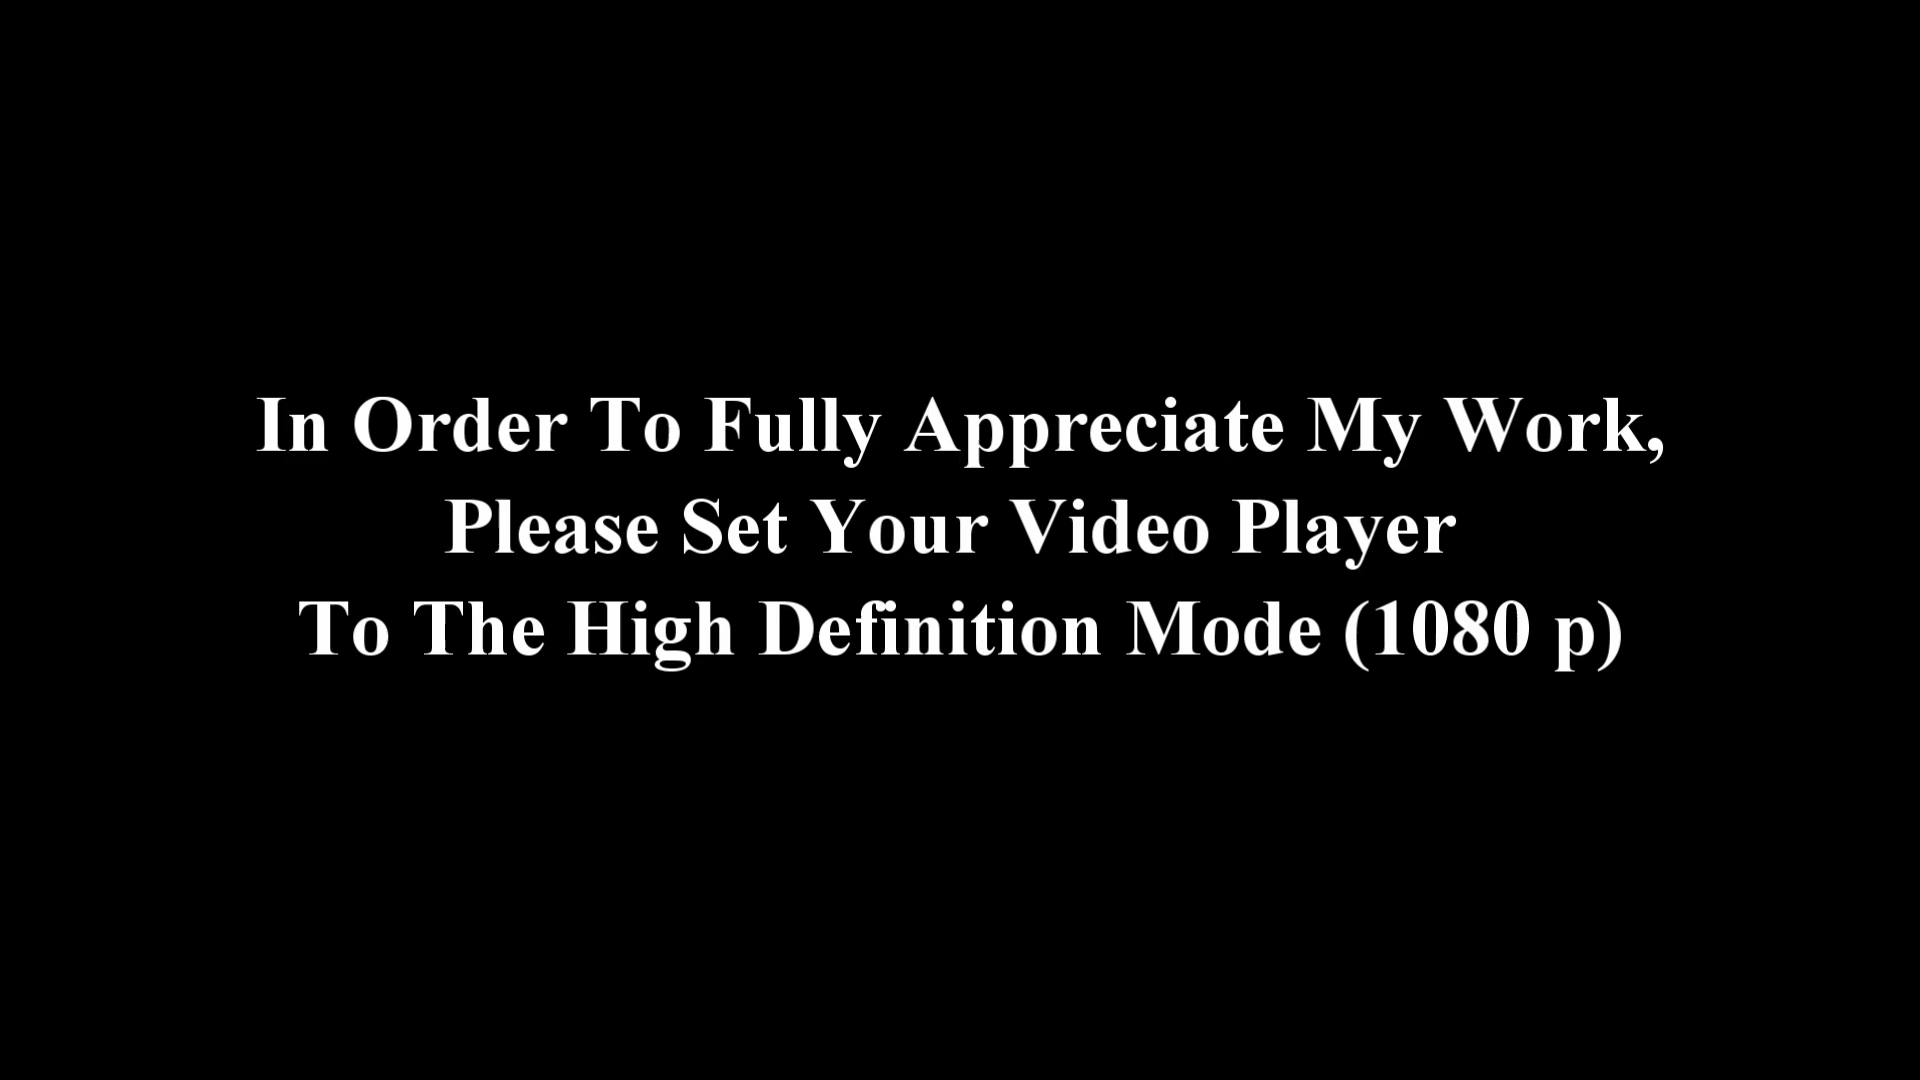 In Order To Fully Appreciate My Work,
Please Set Your Video Player
To The High Definition Mode (1080 p)